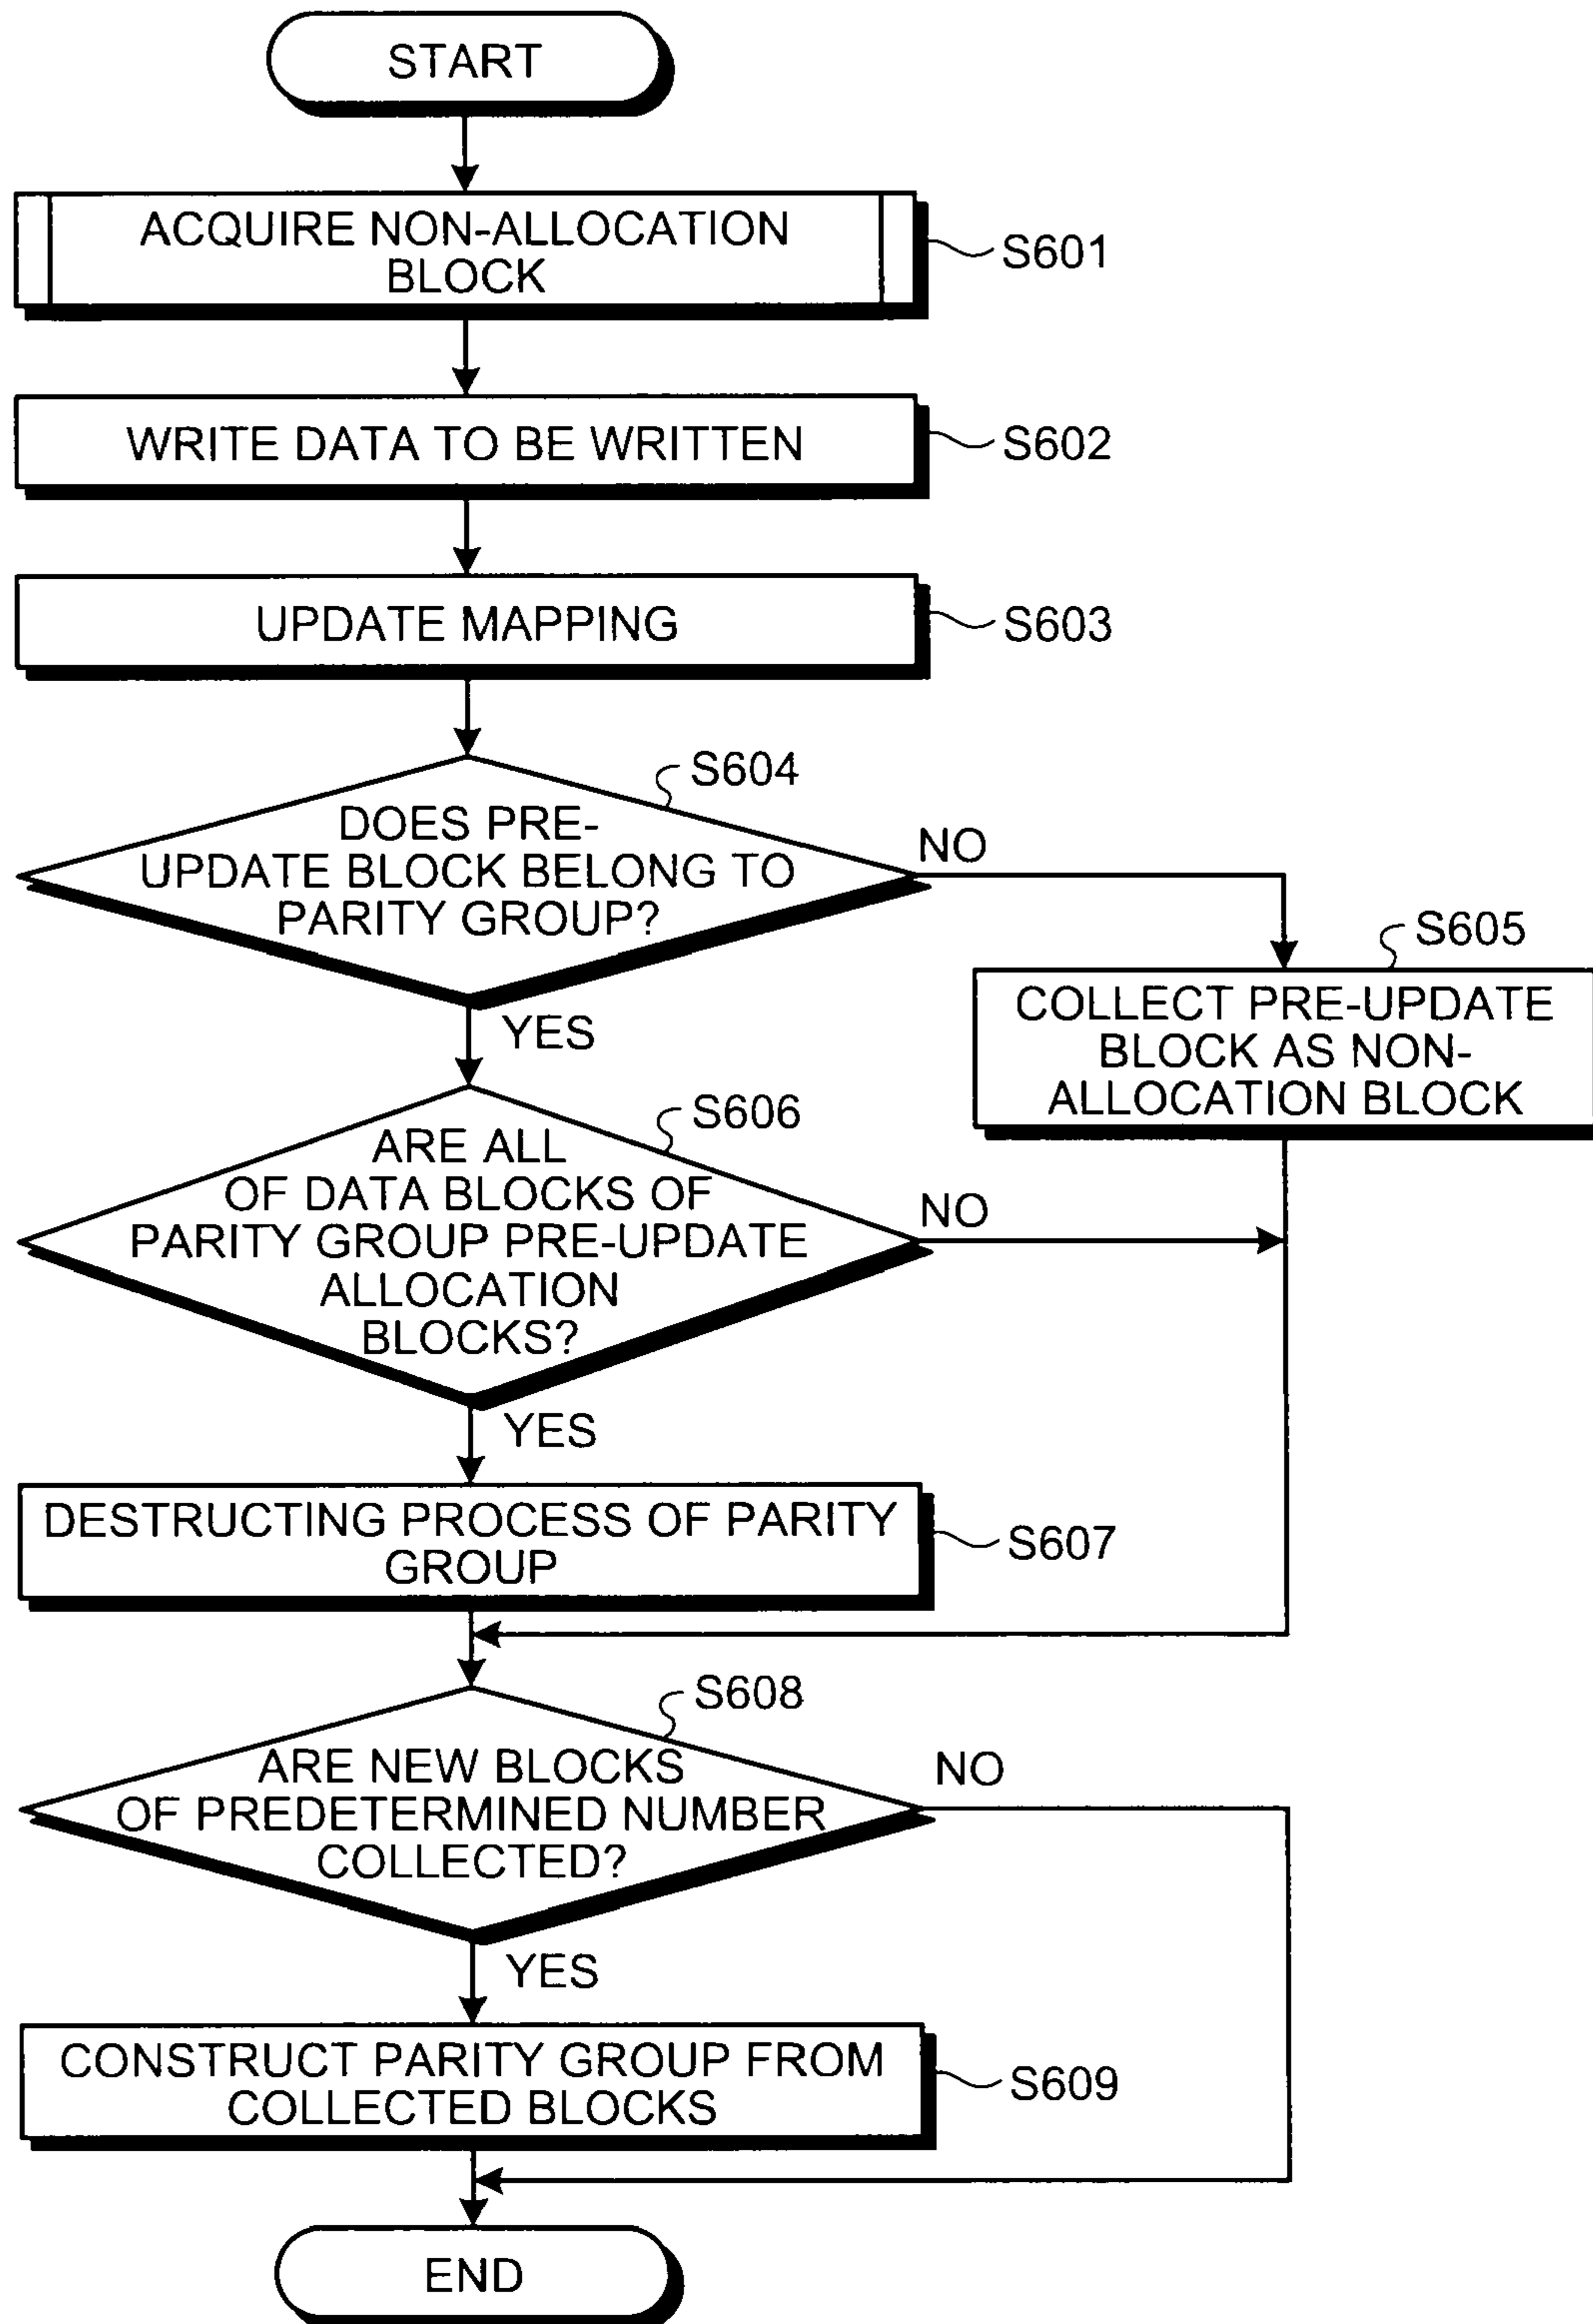 START
ACQUIRE NON-ALLOCATION
BLOCK
S601
WRITE DATA TO BE WRITTEN
S602
UPDATE MAPPING
S603
S604
DOES PRE-
UPDATE BLOCK BELONG TO
PARITY GROUP?
NO
YES
S605
COLLECT PRE-UPDATE
BLOCK AS NON-
ALLOCATION BLOCK
S606
ARE ALL
OF DATA BLOCKS OF
PARITY GROUP PRE-UPDATE
ALLOCATION
BLOCKS?
NO
YES
DESTRUCTING PROCESS OF PARITY
GROUP
S607
S608
ARE NEW BLOCKS
OF PREDETERMINED NUMBER
COLLECTED?
NO
YES
CONSTRUCT PARITY GROUP FROM
COLLECTED BLOCKS
S609
END